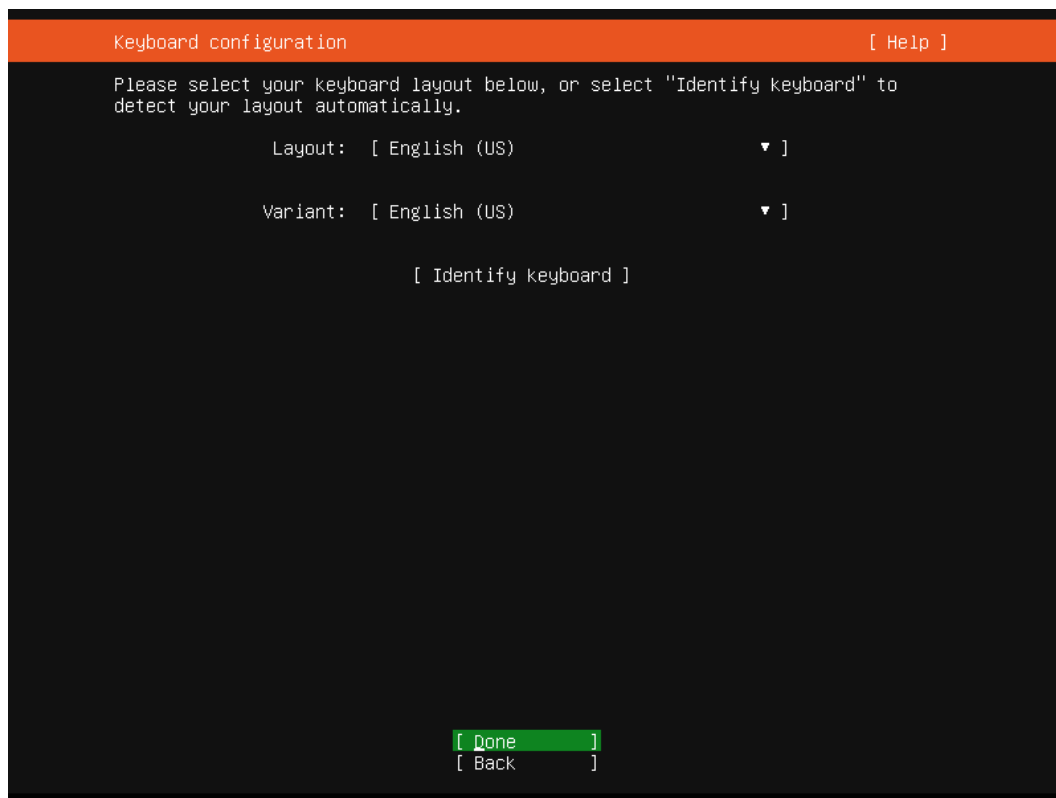 Keyboard configuration [ Help ]
Please select your keyboard layout below, or select "Identify keyboard" to
detect your layout automatically.
Layout: [ English (US) ▾ ]
Variant: [ English (US) ▾ ]
[ Identify keyboard ]
[ Done ]
[ Back ]